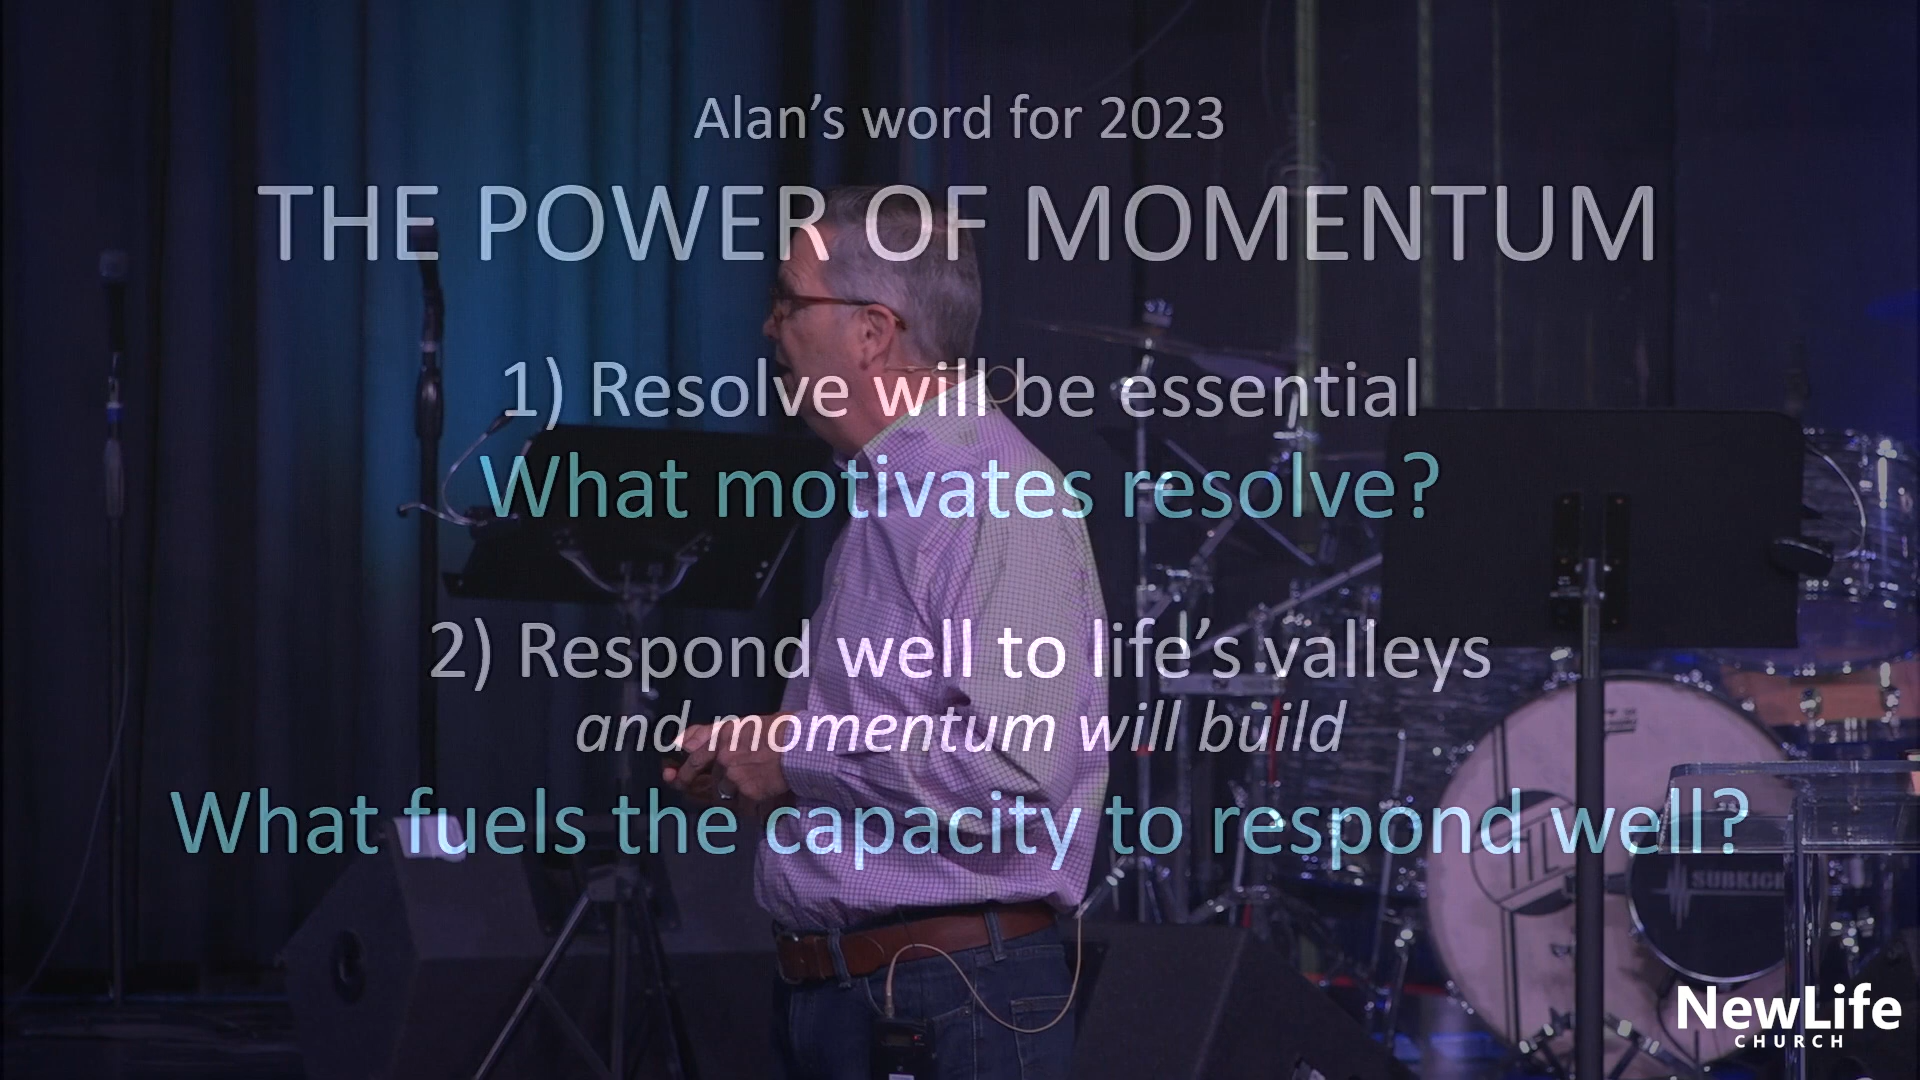 Alan’s word for 2023
THE POWER OF MOMENTUM
1) Resolve will be essential
What motivates resolve?
2) Respond well to life’s valleys
and momentum will build
What fuels the capacity to respond well?
SUBKICK
NewLife
CHURCH